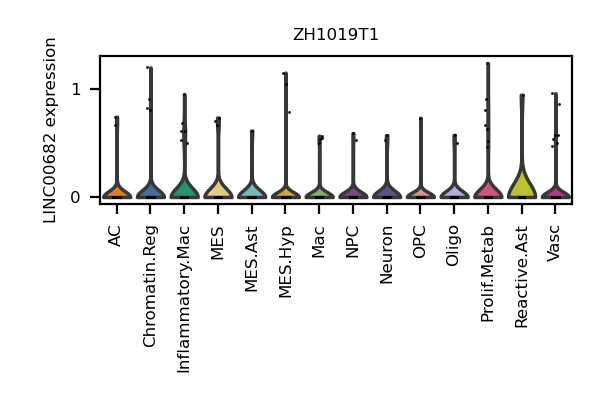 ZH1019T1
LINC00682 expression
1
0
AC
Chromatin.Reg
Inflammatory.Mac
MES
MES.Ast
MES.Hyp
Mac
NPC
Neuron
OPC
Oligo
Prolif.Metab
Reactive.Ast
Vasc